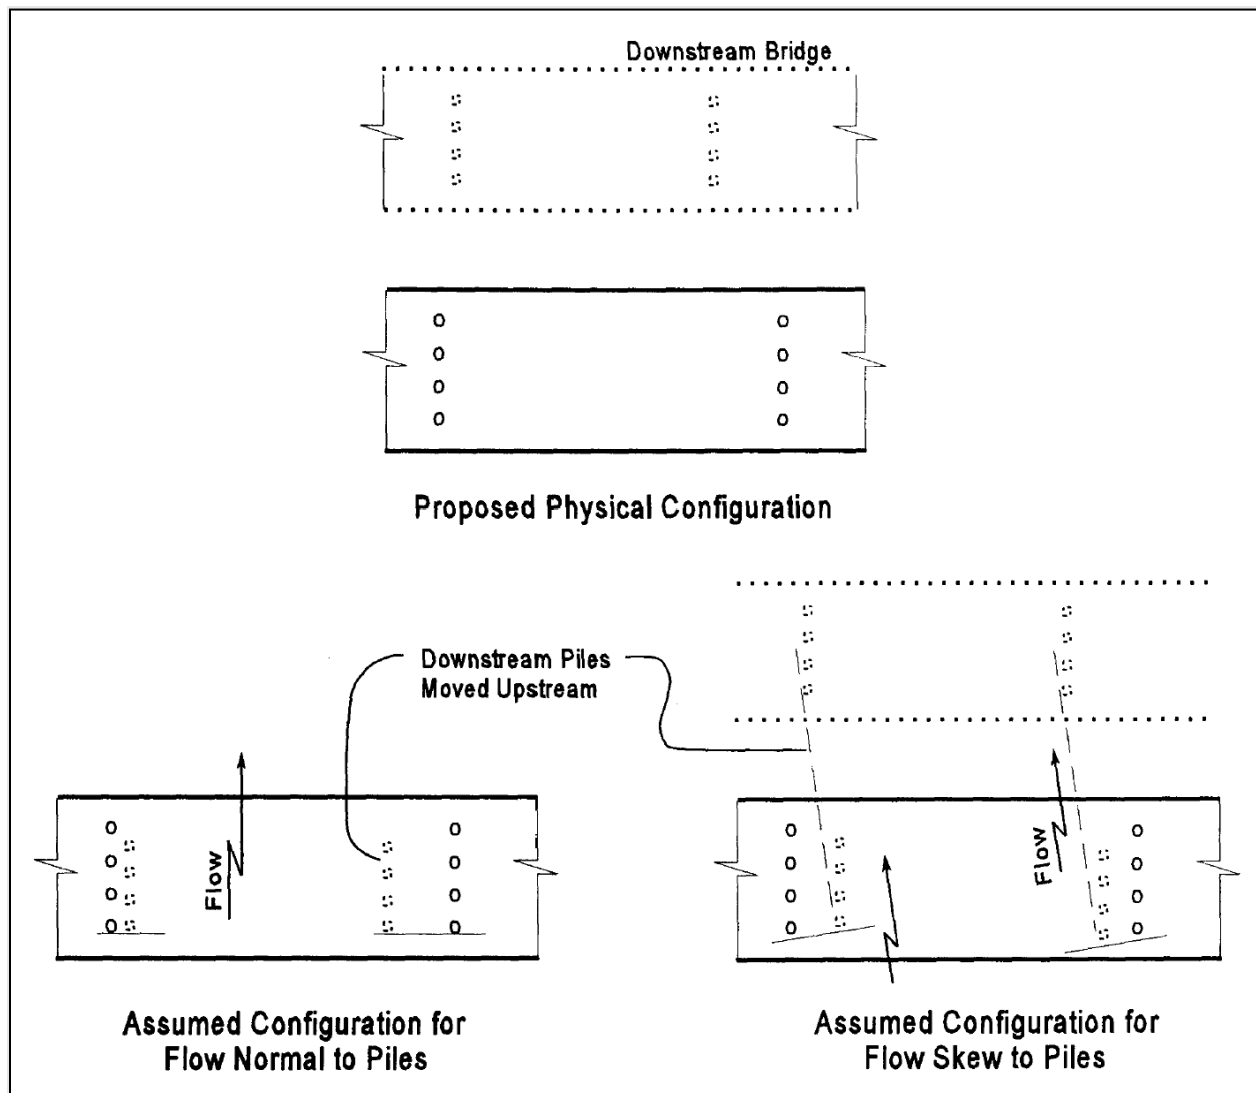 Downstream Bridge
Proposed Physical Configuration
Downstream Piles
Moved Upstream
Flow
Flow
Assumed Configuration for
Flow Normal to Piles
Assumed Configuration for
Flow Skew to Piles